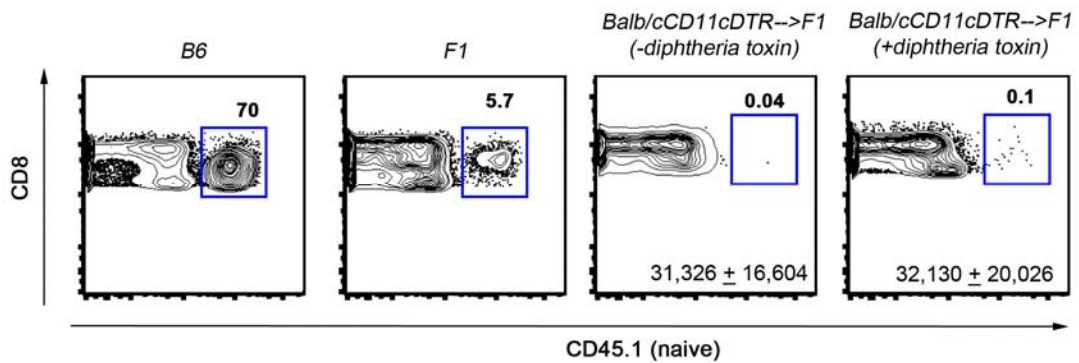 B6
F1
Balb/cCD11cDTR-->F1
(-diphtheria toxin)
Balb/cCD11cDTR-->F1
(+diphtheria toxin)
70
5.7
0.04
0.1
CD8
31,326 ± 16,604
32,130 ± 20,026
CD45.1 (naive)